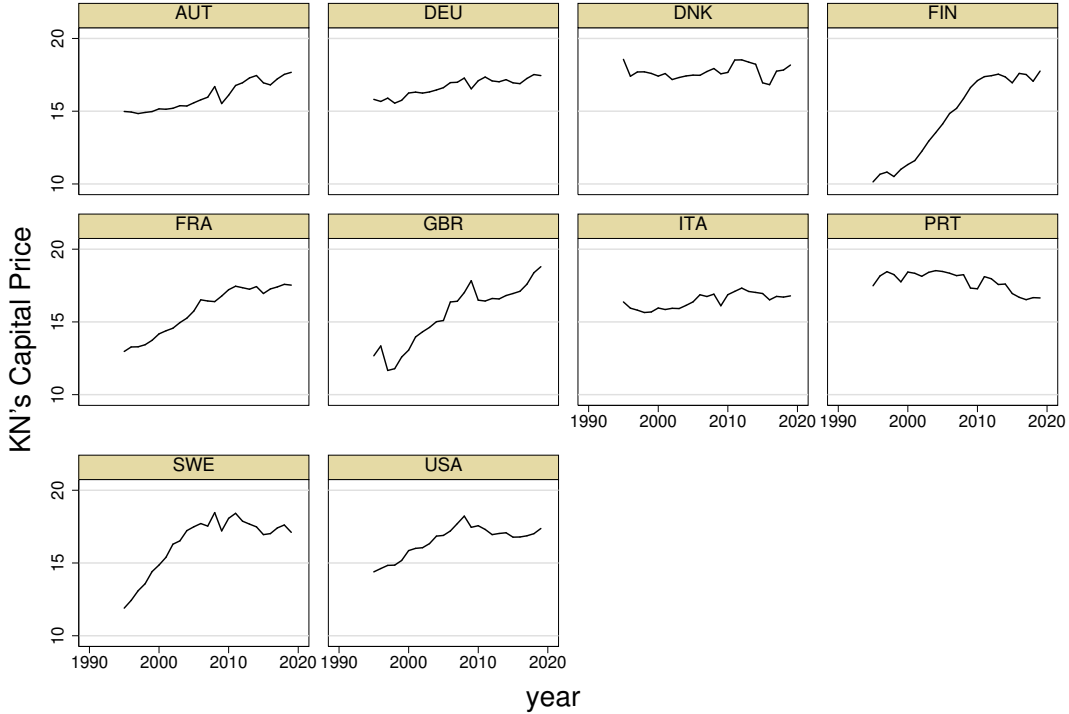 AUT DEU DNK FIN
20
15
10
FRA GBR ITA PRT
20
15
10
1990 2000 2010 2020 1990 2000 2010 2020
SWE USA
20
15
10
1990 2000 2010 2020 1990 2000 2010 2020
KN's Capital Price
year